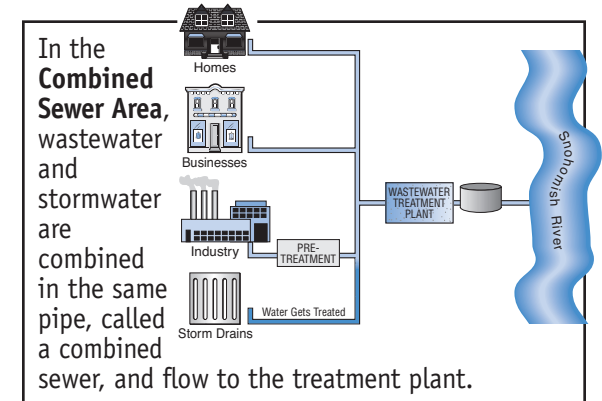 In the
Combined
Sewer Area,
wastewater
and
stormwater
are
combined
in the same
pipe, called
a combined
sewer, and flow to the treatment plant.
Homes
Businesses
Industry
PRE-
TREATMENT
Storm Drains
Water Gets Treated
WASTEWATER
TREATMENT
PLANT
Snohomish River